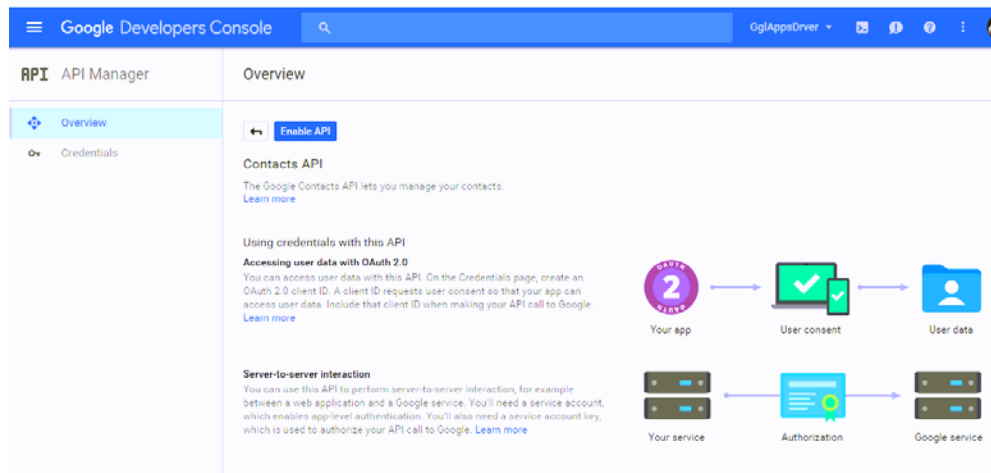 Google Developers Console
GglAppsDrver
API API Manager
Overview
Overview
Credentials
Enable API
Contacts API
The Google Contacts API lets you manage your contacts.
Learn more
Using credentials with this API
Accessing user data with OAuth 2.0
You can access user data with this API. On the Credentials page, create an
OAuth 2.0 client ID. A client ID requests user consent so that your app can
access user data. Include that client ID when making your API call to Google.
Learn more
OAUTH
2
OAUTH
Your app
User consent
User data
Server-to-server interaction
You can use this API to perform server-to-server interaction, for example
between a web application and a Google service. You'll need a service account,
which enables app-level authentication. You'll also need a service account key,
which is used to authorize your API call to Google. Learn more
Your service
Authorization
Google service